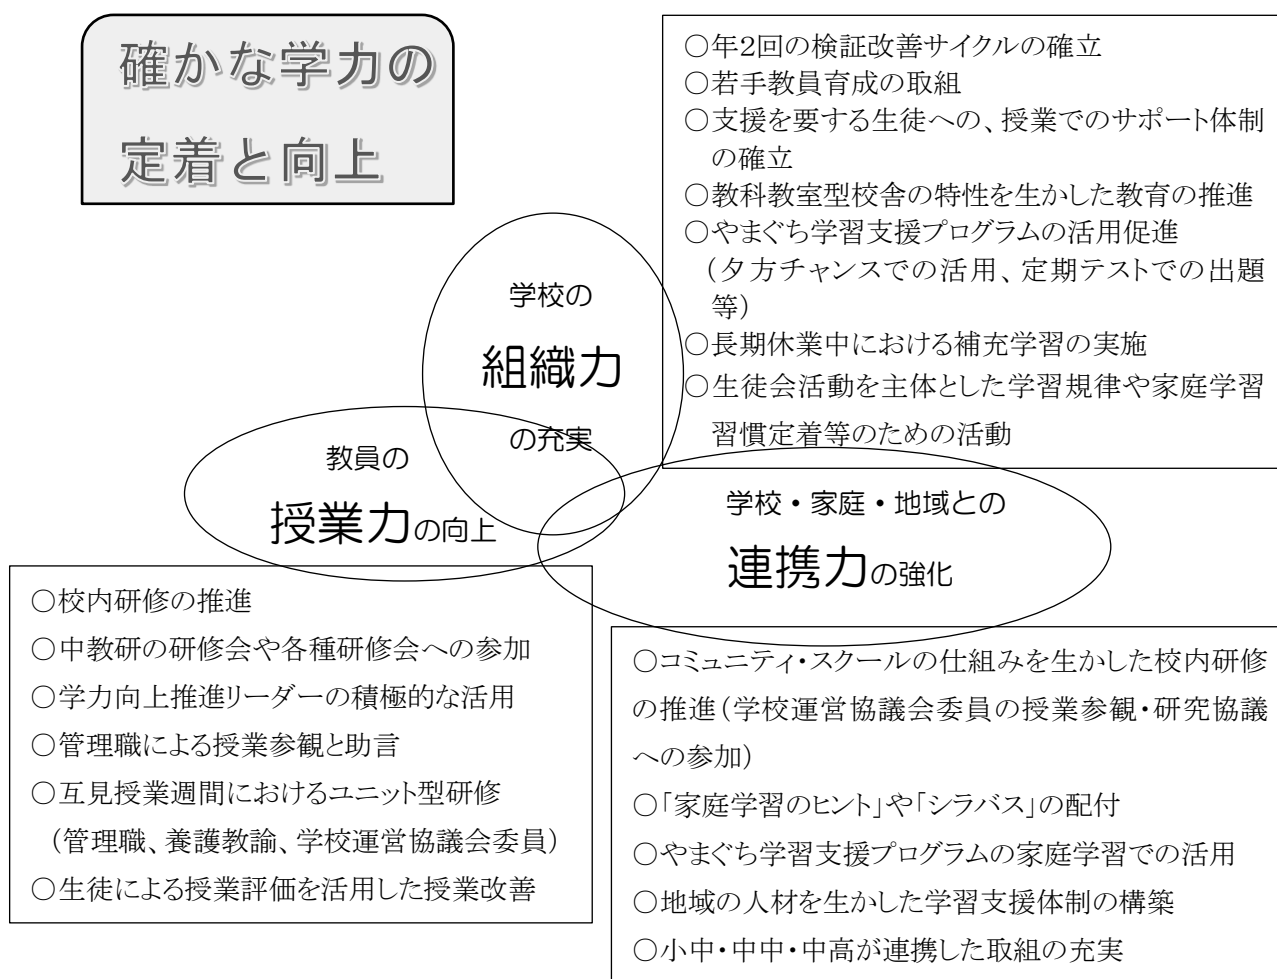 確かな学力の
定着と向上
○年2回の検証改善サイクルの確立
○若手教員育成の取組
○支援を要する生徒への、授業でのサポート体制
の確立
○教科教室型校舎の特性を生かした教育の推進
○やまぐち学習支援プログラムの活用促進
(夕方チャンスでの活用、定期テストでの出題
等)
○長期休業中における補充学習の実施
○生徒会活動を主体とした学習規律や家庭学習
習慣定着等のための活動
学校の
組織力
の充実
教員の
授業力の向上
学校・家庭・地域との
連携力の強化
○校内研修の推進
○中教研の研修会や各種研修会への参加
○学力向上推進リーダーの積極的な活用
○管理職による授業参観と助言
○互見授業週間におけるユニット型研修
(管理職、養護教諭、学校運営協議会委員)
○生徒による授業評価を活用した授業改善
○コミュニティ・スクールの仕組みを生かした校内研修
の推進(学校運営協議会委員の授業参観・研究協議
への参加)
○「家庭学習のヒント」や「シラバス」の配付
○やまぐち学習支援プログラムの家庭学習での活用
○地域の人材を生かした学習支援体制の構築
○小中・中中・中高が連携した取組の充実